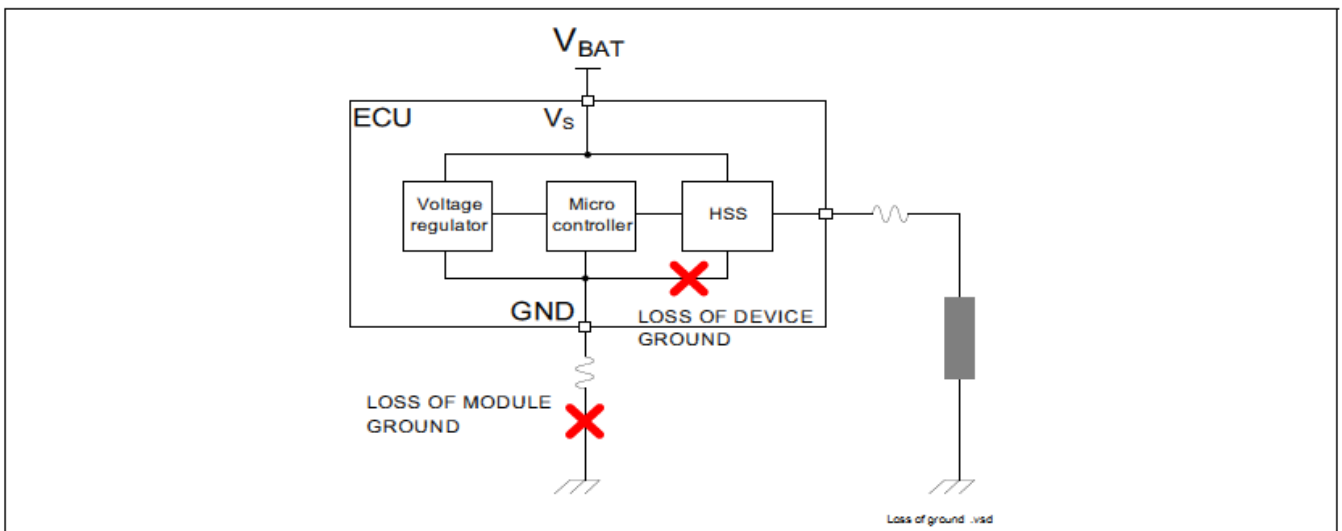 VBAT
ECU
VS
Voltage
regulator
Micro
controller
HSS
GND
LOSS OF DEVICE
GROUND
LOSS OF MODULE
GROUND
Loss of ground .vsd